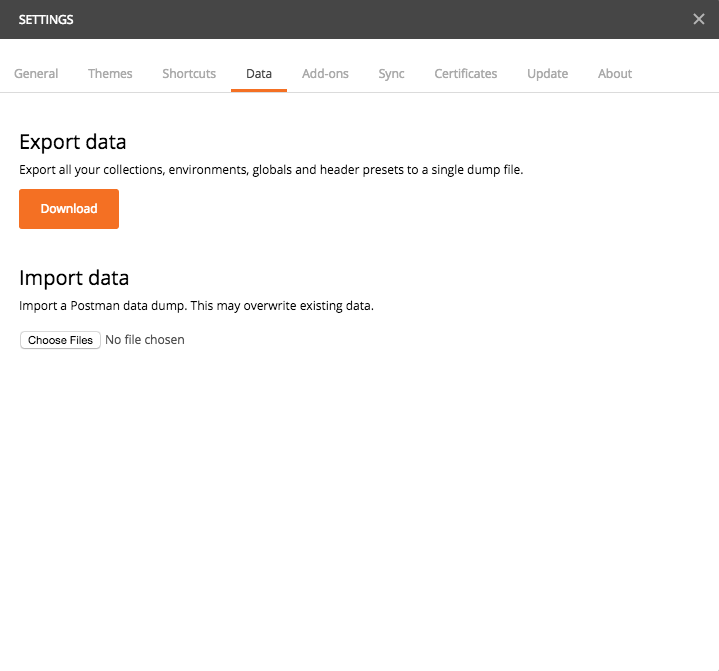 SETTINGS
General Themes Shortcuts Data Add-ons Sync Certificates Update About
Export data
Export all your collections, environments, globals and header presets to a single dump file.
Download
Import data
Import a Postman data dump. This may overwrite existing data.
Choose Files No file chosen